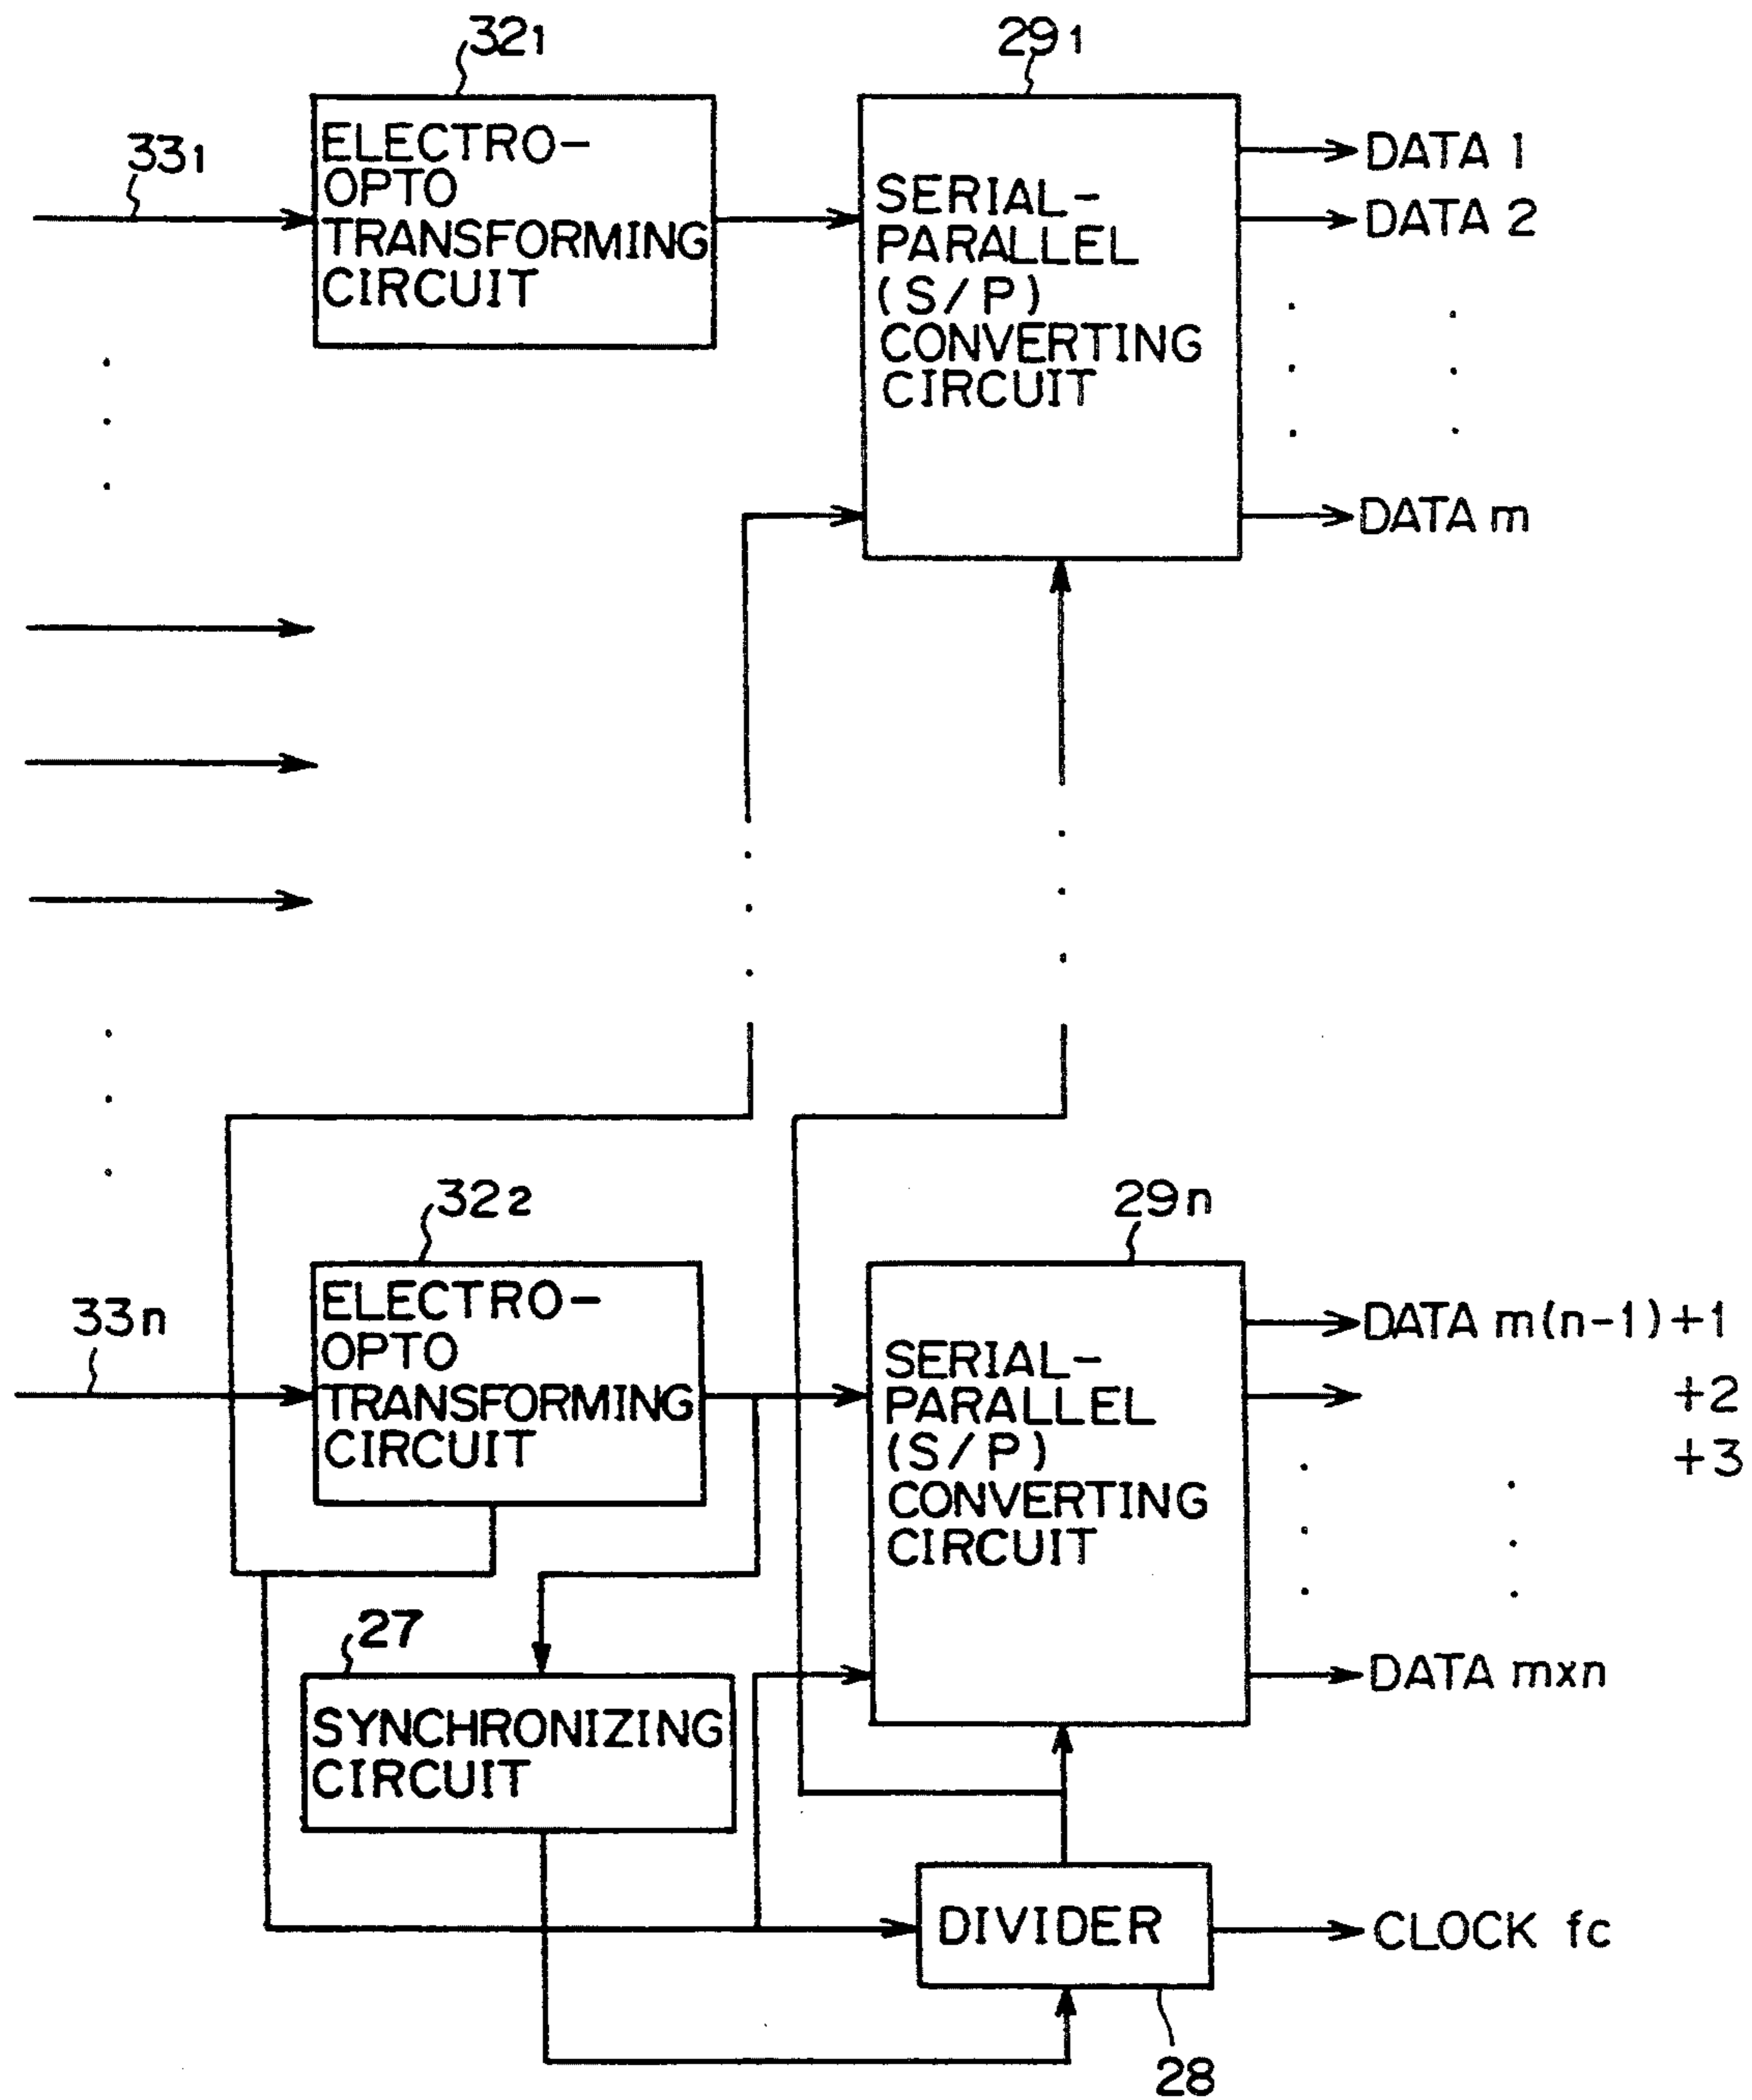 32₁
29₁
33₁
ELECTRO-
OPTO
TRANSFORMING
CIRCUIT
SERIAL-
PARALLEL
(S/P)
CONVERTING
CIRCUIT
DATA 1
DATA 2
DATA m
32₂
29n
33n
ELECTRO-
OPTO
TRANSFORMING
CIRCUIT
SERIAL-
PARALLEL
(S/P)
CONVERTING
CIRCUIT
DATA m(n-1)+1
+2
+3
DATA mxn
27
SYNCHRONIZING
CIRCUIT
DIVIDER
CLOCK fc
28